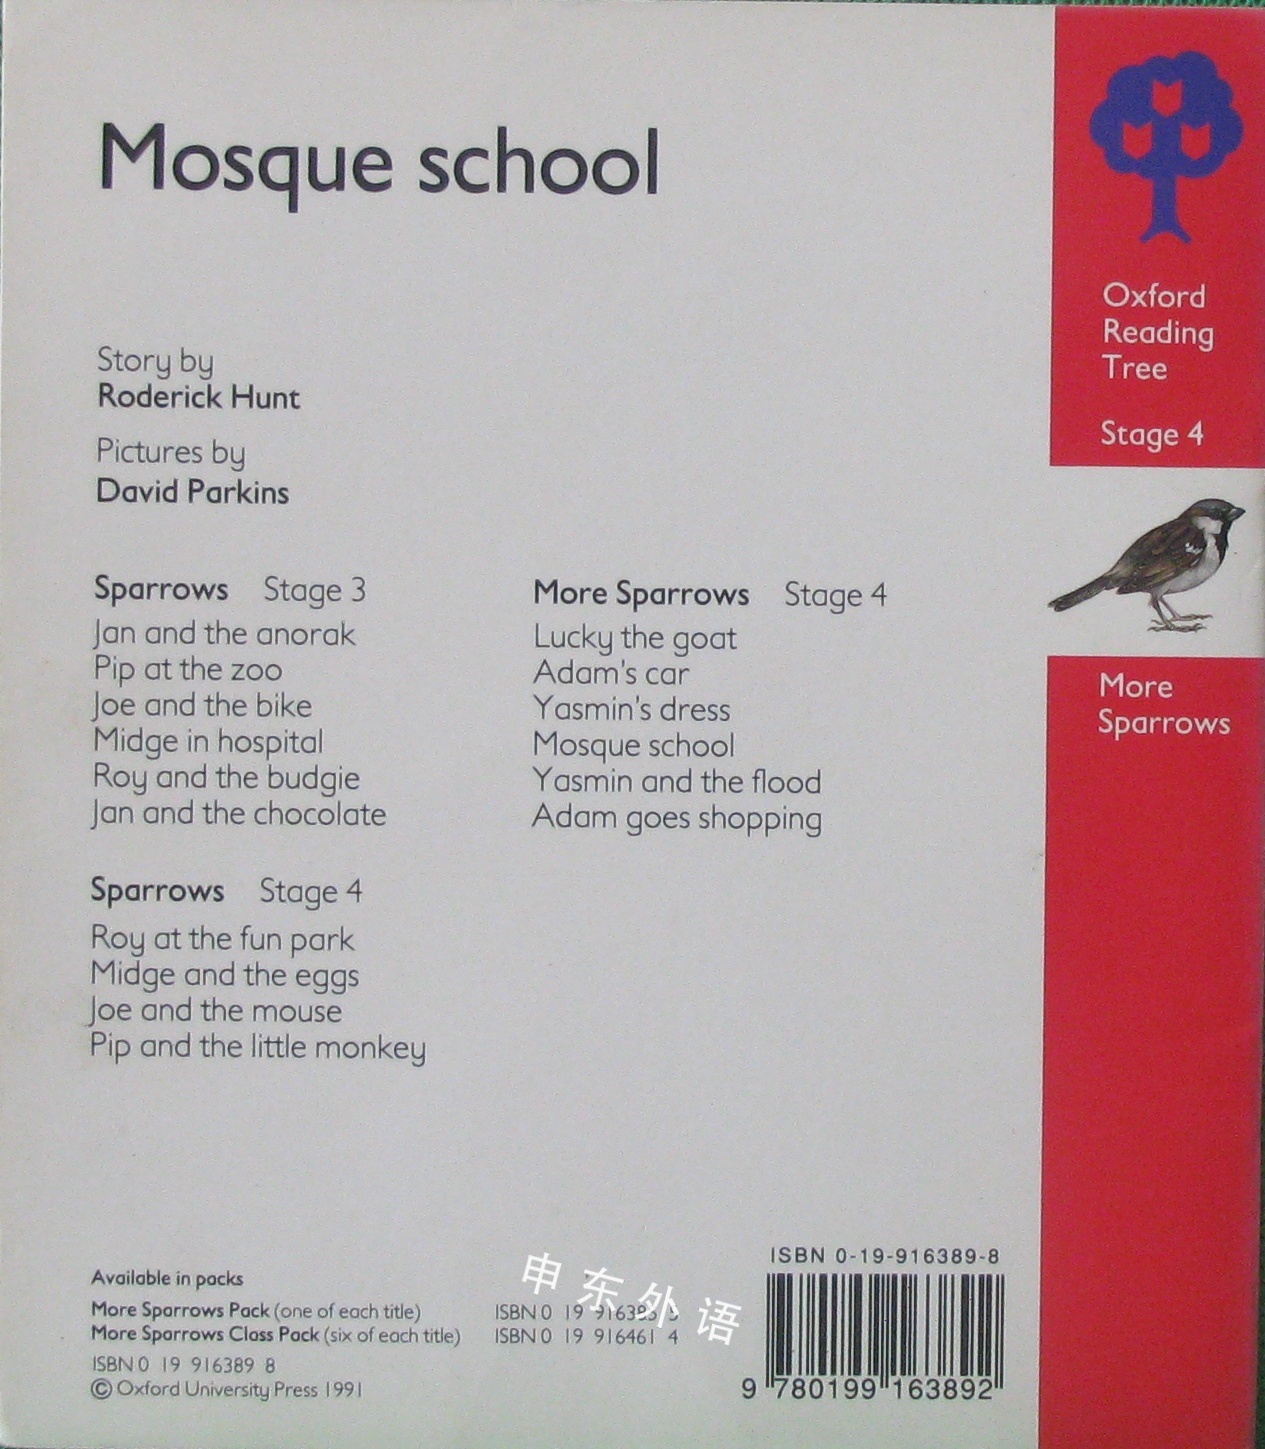 Mosque school
Story by
Roderick Hunt
Pictures by
David Parkins
Sparrows Stage 3
Jan and the anorak
Pip at the zoo
Joe and the bike
Midge in hospital
Roy and the budgie
Jan and the chocolate
Sparrows Stage 4
Roy at the fun park
Midge and the eggs
Joe and the mouse
Pip and the little monkey
More Sparrows Stage 4
Lucky the goat
Adam's car
Yasmin's dress
Mosque school
Yasmin and the flood
Adam goes shopping
Available in packs
More Sparrows Pack (one of each title) ISBN 0 19
More Sparrows Class Pack (six of each title) ISBN 0 19 916461 4
ISBN 0 19 916389 8
© Oxford University Press 1991
申东外语
ISBN 0-19-916389-8
9 780199 163892
Oxford
Reading
Tree
Stage 4
More
Sparrows